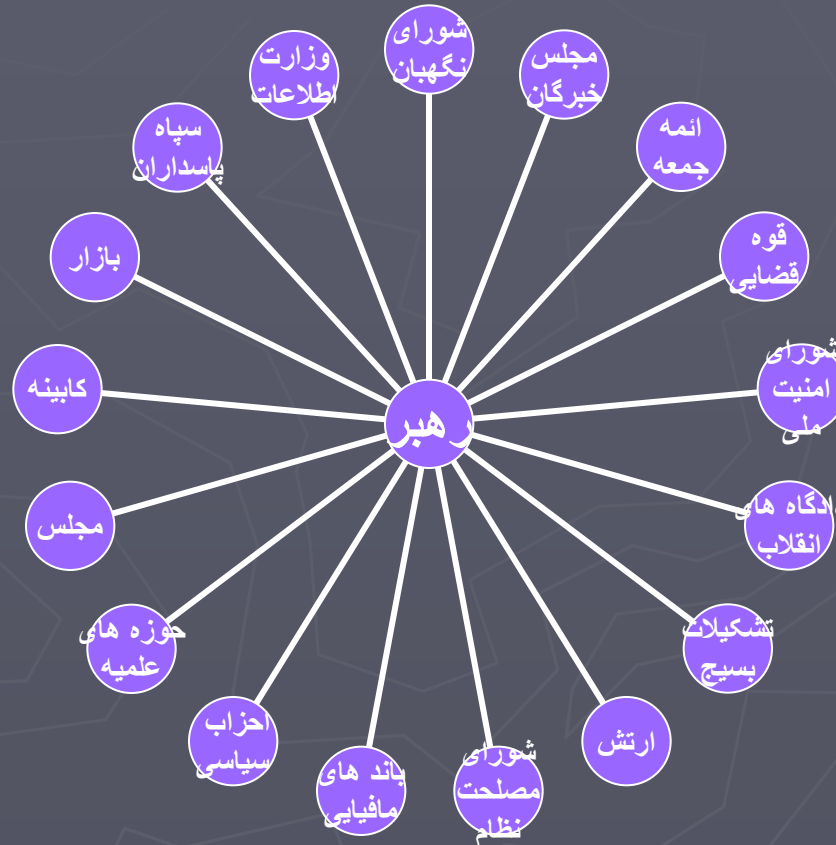 شورای
نگهبان
مجلس
خبرگان
ائمه
جمعه
قوه
قضایی
شورای
امنیت
ملی
دادگاه های
انقلاب
تشکیلات
بسیج
ارتش
شورای
مصلحت
نظام
باند های
مافیایی
احزاب
سیاسی
حوزه های
علمیه
مجلس
کابینه
بازار
سپاه
پاسداران
وزارت
اطلاعات
رهبر